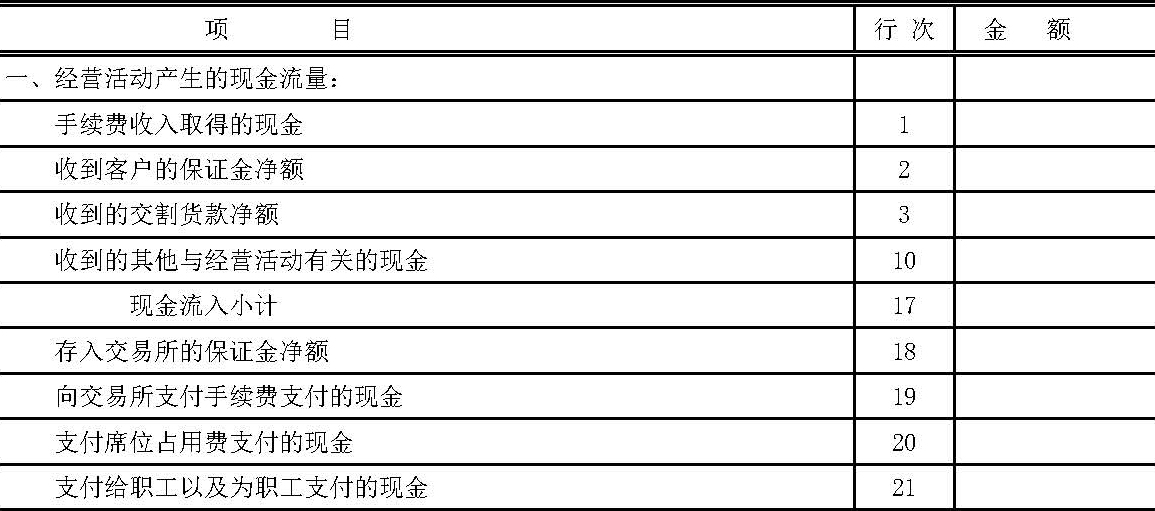 项 目 行次 金 额
一、经营活动产生的现金流量：
手续费收入取得的现金 1
收到客户的保证金净额 2
收到的交割货款净额 3
收到的其他与经营活动有关的现金 10
现金流入小计 17
存入交易所的保证金净额 18
向交易所支付手续费支付的现金 19
支付席位占用费支付的现金 20
支付给职工以及为职工支付的现金 21